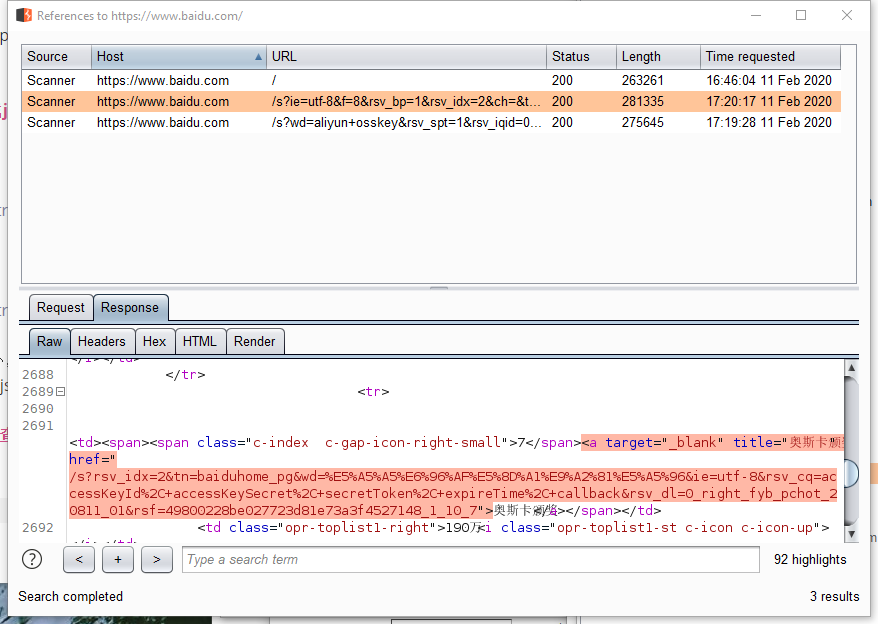 References to https://www.baidu.com/
Source Host URL Status Length Time requested
Scanner https://www.baidu.com / 200 263261 16:46:04 11 Feb 2020
Scanner https://www.baidu.com /s?ie=utf-8&f=8&rsv_bp=1&rsv_idx=2&ch=&t... 200 281335 17:20:17 11 Feb 2020
Scanner https://www.baidu.com /s?wd=aliyun+osskey&rsv_spt=1&rsv_iqid=0... 200 275645 17:19:28 11 Feb 2020
Request Response
Raw Headers Hex HTML Render
2688 </tr>
2689 <tr>
2690
2691
<td><span><span class="c-index  c-gap-icon-right-small">7</span><a target="_blank" title="奥斯卡颁奖"
href="
/s?rsv_idx=2&tn=baiduhome_pg&wd=%E5%A5%A5%E6%96%AF%E5%8D%A1%E9%A2%81%E5%A5%96&ie=utf-8&rsv_cq=ac
cessKeyId%2C+accessKeySecret%2C+secretToken%2C+expireTime%2C+callback&rsv_dl=0_right_fyb_pchot_2
0811_01&rsf=49800228be027723d81e73a3f4527148_1_10_7">奥斯卡颁奖</a></span></td>
2692 <td class="opr-toplist1-right">190万<i class="opr-toplist1-st c-icon c-icon-up">
? < + > Type a search term 92 highlights
Search completed 3 results